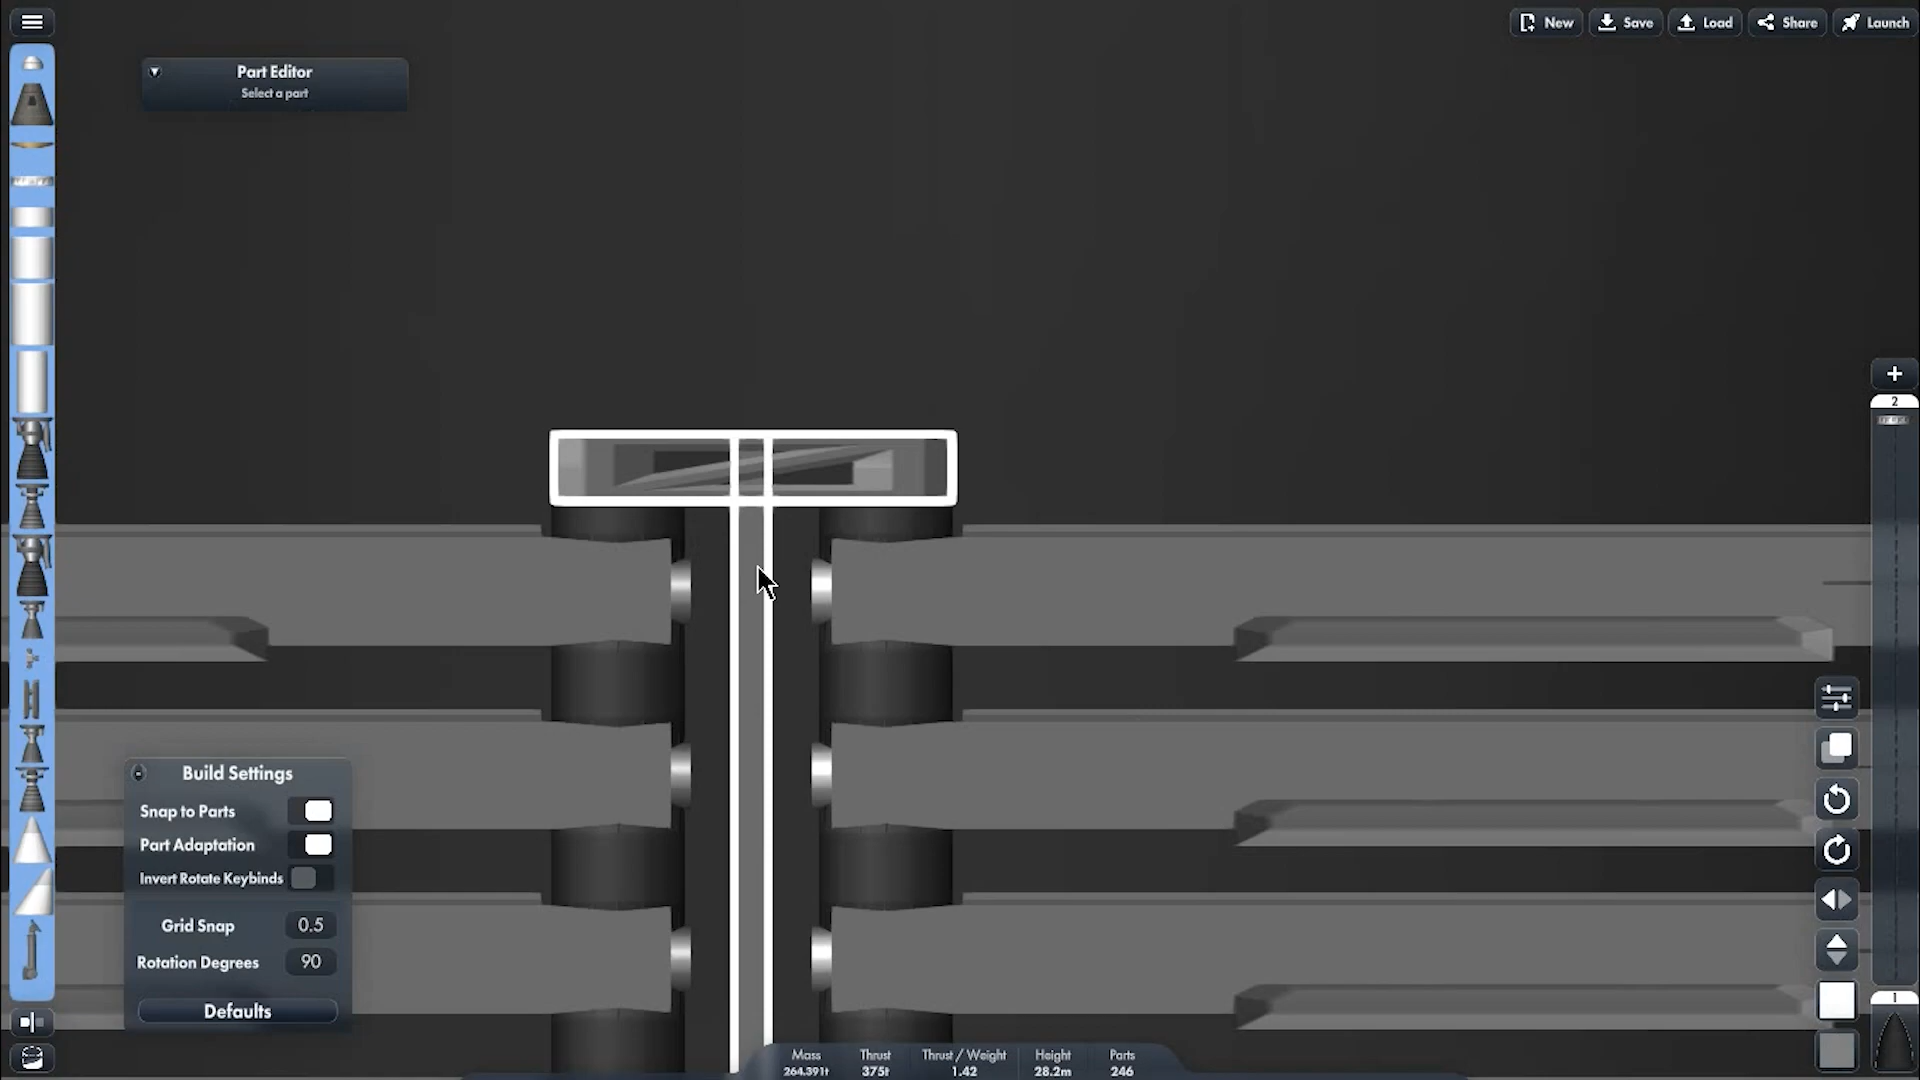 New
Save
Load
Share
Launch
Part Editor
Select a part
2
Build Settings
Snap to Parts
Part Adaptation
Invert Rotate Keybinds
Grid Snap 0.5
Rotation Degrees 90
Defaults
1
Mass Thrust Thrust / Weight Height Parts
264.391t 375t 1.42 28.2m 246